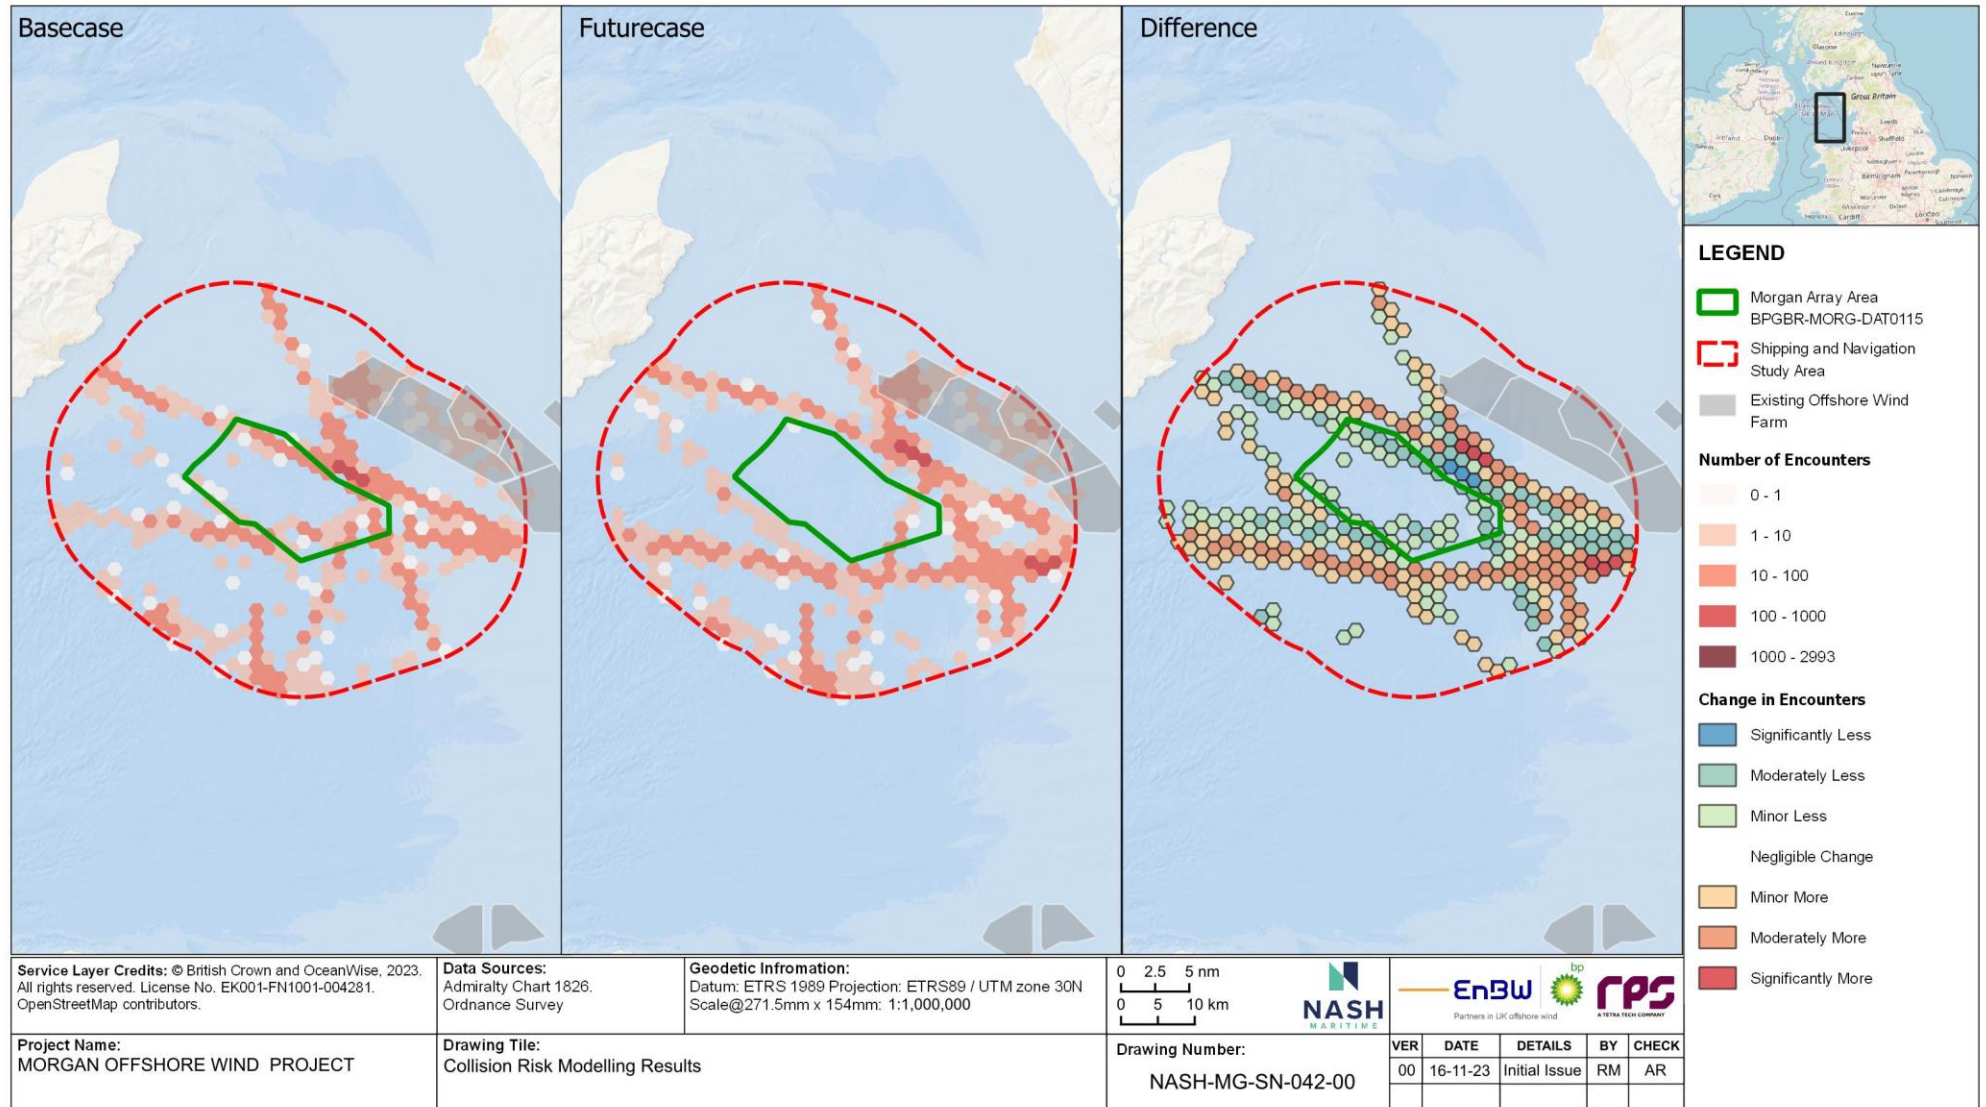 Basecase
Futurecase
Difference
Glasgow
Edinburgh
Newcastle
upon Tyne
Great Britain
Ireland
Dublin
Leeds
Sheffield
Liverpool
Nottingham
Birmingham
Cambridge
Oxford
London
Cardiff
LEGEND
Morgan Array Area
BPGBR-MORG-DAT0115
Shipping and Navigation
Study Area
Existing Offshore Wind
Farm
Number of Encounters
0 - 1
1 - 10
10 - 100
100 - 1000
1000 - 2993
Change in Encounters
Significantly Less
Moderately Less
Minor Less
Negligible Change
Minor More
Moderately More
Significantly More
Service Layer Credits: © British Crown and OceanWise, 2023.
All rights reserved. License No. EK001-FN1001-004281.
OpenStreetMap contributors.
Data Sources:
Admiralty Chart 1826.
Ordnance Survey
Geodetic Infromation:
Datum: ETRS 1989 Projection: ETRS89 / UTM zone 30N
Scale@271.5mm x 154mm: 1:1,000,000
0 2.5 5 nm
0 5 10 km
NASH
MARITIME
EnBW
bp
Partners in UK offshore wind
rps
A TETRA TECH COMPANY
Project Name:
MORGAN OFFSHORE WIND PROJECT
Drawing Tile:
Collision Risk Modelling Results
Drawing Number:
NASH-MG-SN-042-00
VER DATE DETAILS BY CHECK
00 16-11-23 Initial Issue RM AR